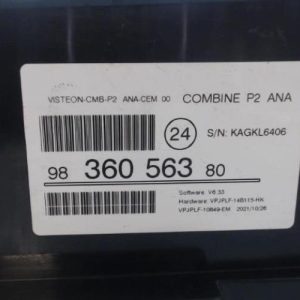 VISTEON-CMB-P2 ANA-CEM 00 COMBINE P2 ANA
24 S/N: KAGKL6406
98 360 563 80
Software V6.33
Hardware VPJPLF-14B115-HK
VPJPLF-10849-EM 2021/10/26